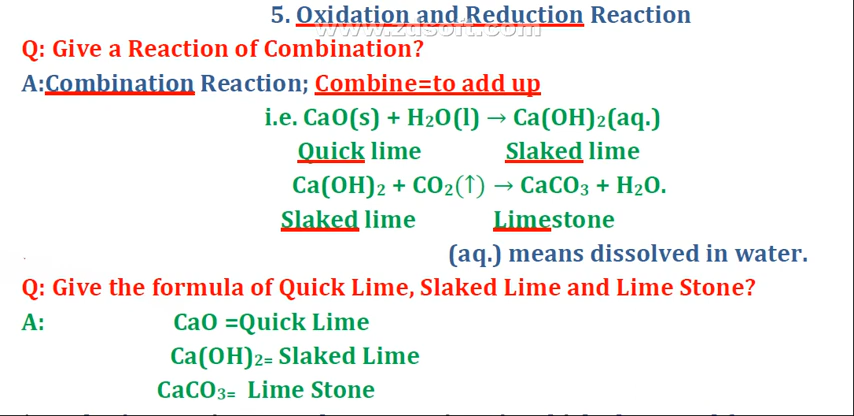 5. Oxidation and Reduction Reaction
Q: Give a Reaction of Combination?
A:Combination Reaction; Combine=to add up
i.e. CaO(s) + H₂O(l) → Ca(OH)₂(aq.)
Quick lime Slaked lime
Ca(OH)₂ + CO₂(↑) → CaCO₃ + H₂O.
Slaked lime Limestone
(aq.) means dissolved in water.
Q: Give the formula of Quick Lime, Slaked Lime and Lime Stone?
A: CaO =Quick Lime
Ca(OH)₂= Slaked Lime
CaCO₃= Lime Stone